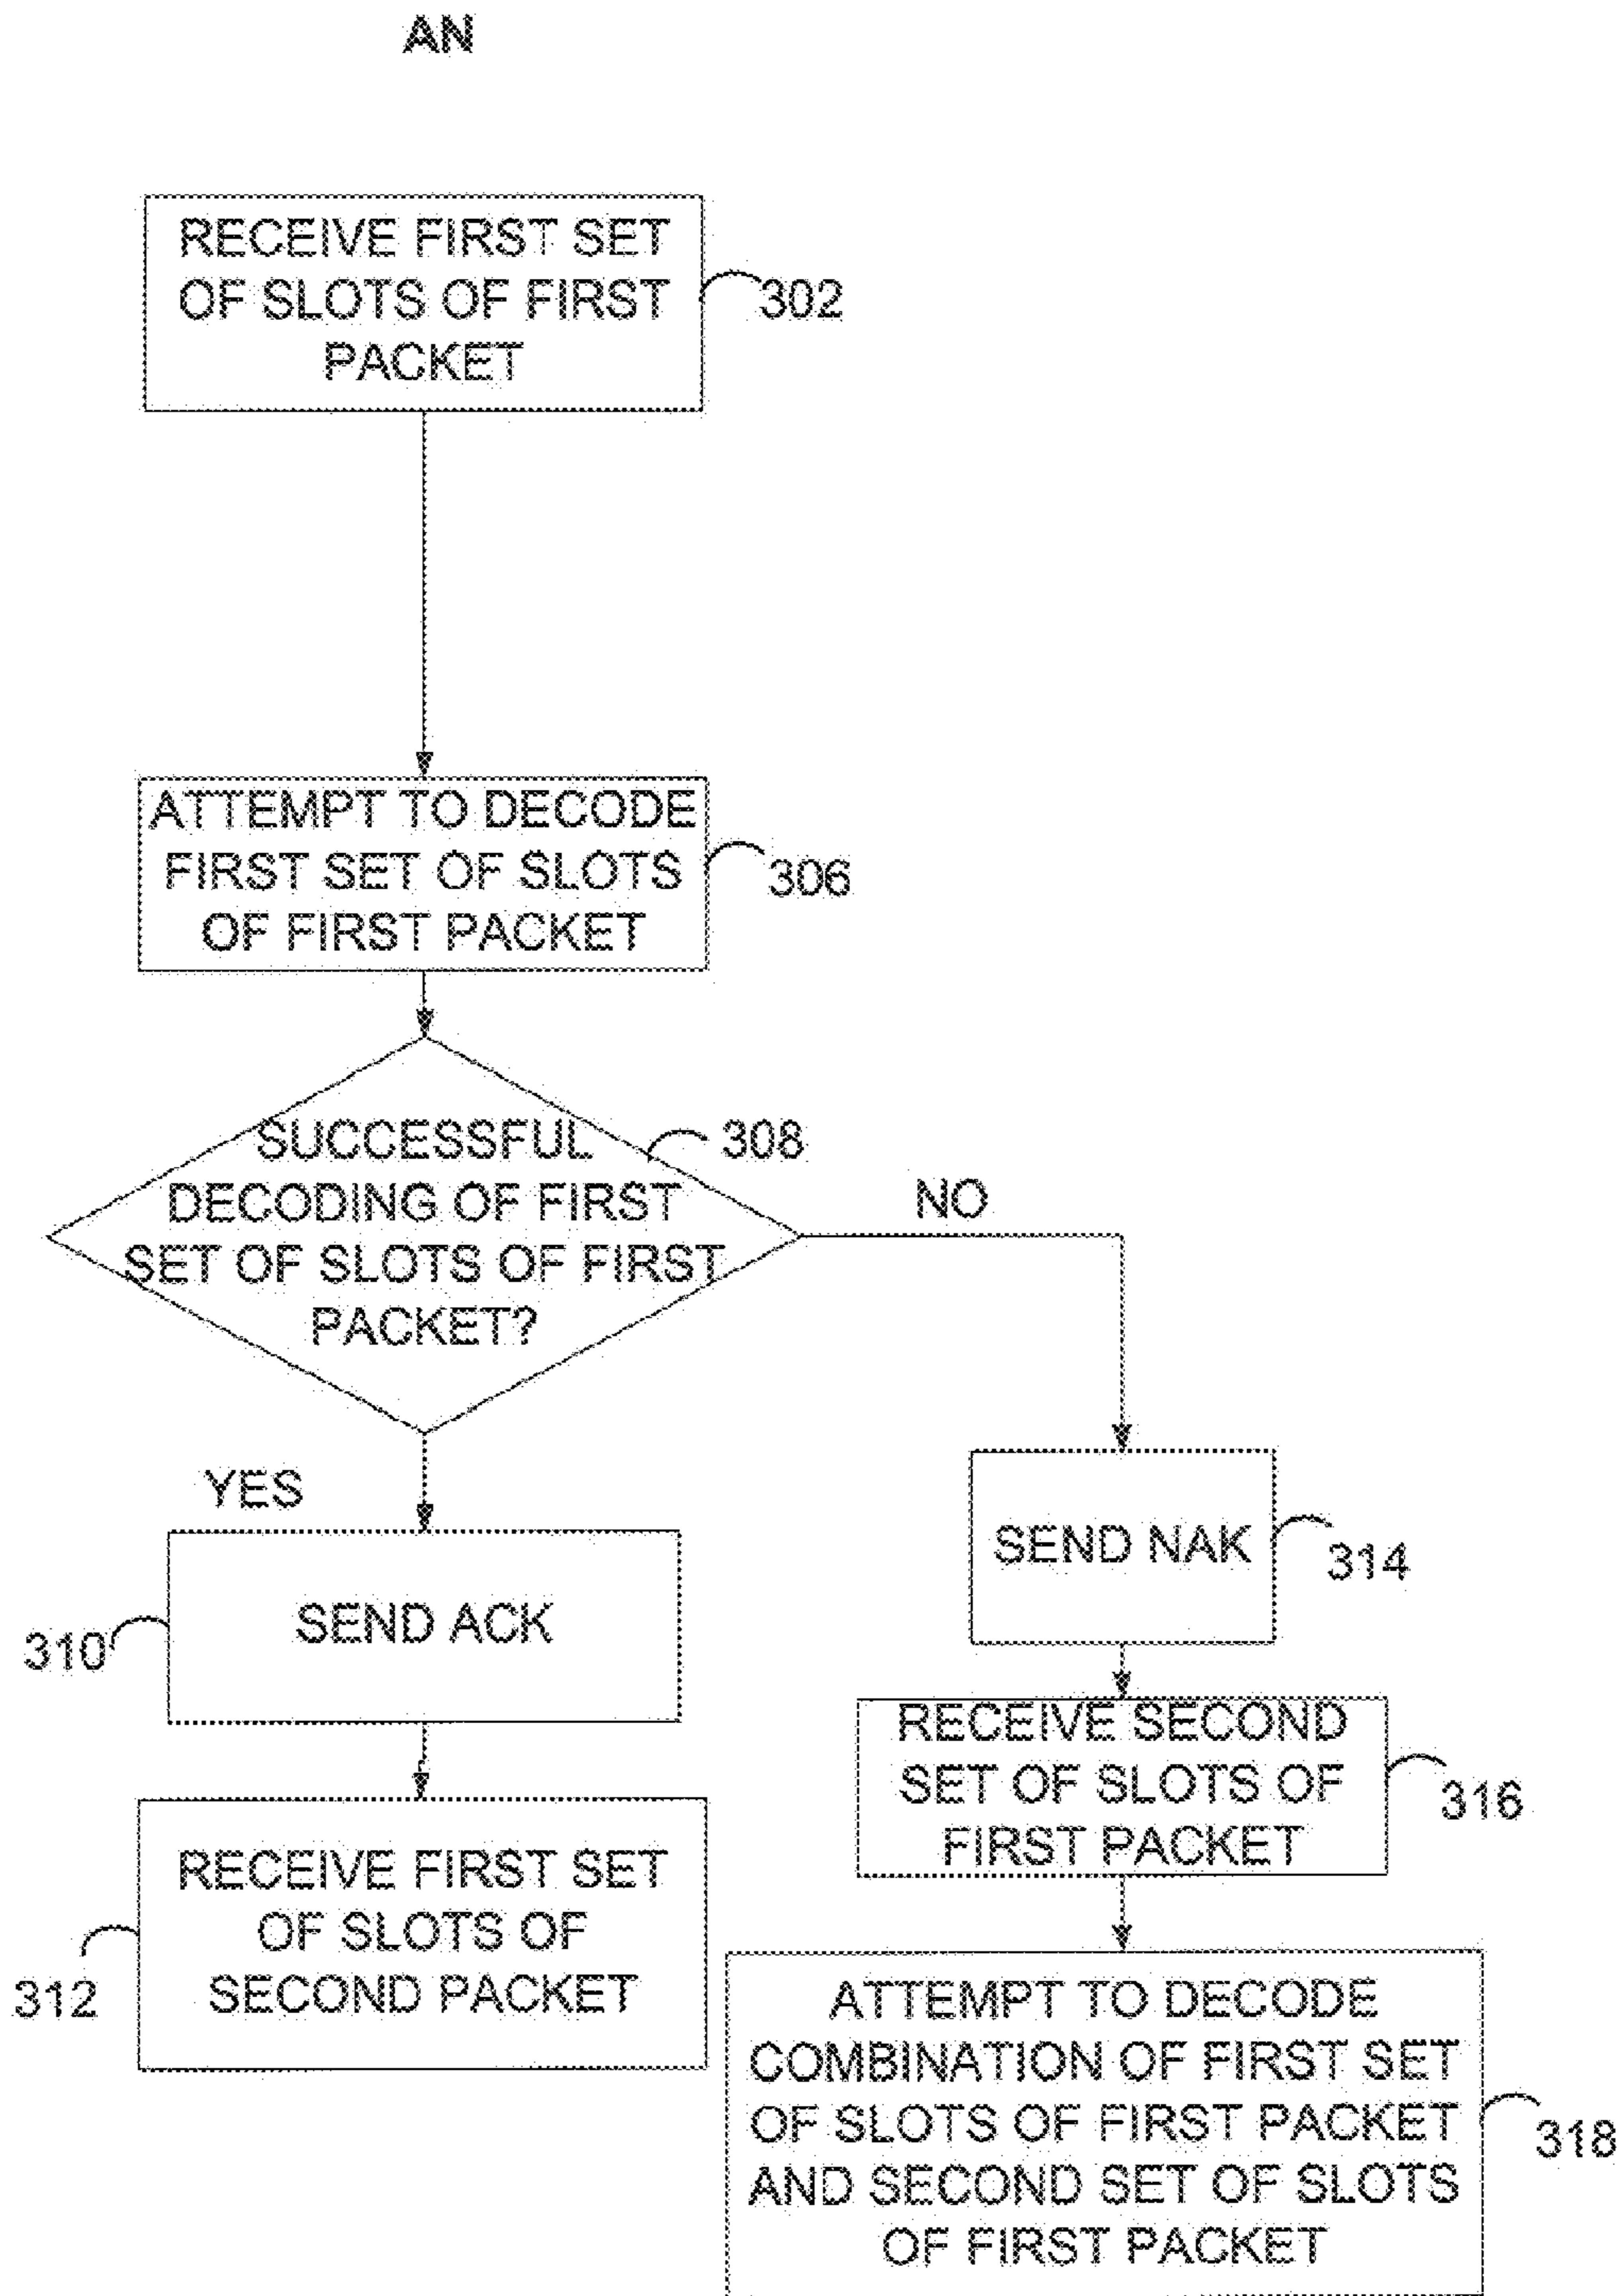 AN
RECEIVE FIRST SET
OF SLOTS OF FIRST
PACKET
302
ATTEMPT TO DECODE
FIRST SET OF SLOTS
OF FIRST PACKET
306
SUCCESSFUL
DECODING OF FIRST
SET OF SLOTS OF FIRST
PACKET?
308
NO
YES
SEND ACK
310
SEND NAK
314
RECEIVE FIRST SET
OF SLOTS OF
SECOND PACKET
312
RECEIVE SECOND
SET OF SLOTS OF
FIRST PACKET
316
ATTEMPT TO DECODE
COMBINATION OF FIRST SET
OF SLOTS OF FIRST PACKET
AND SECOND SET OF SLOTS
OF FIRST PACKET
318